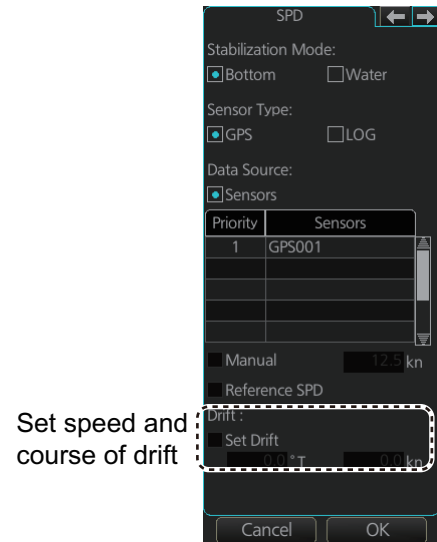 SPD
Stabilization Mode:
Bottom Water
Sensor Type:
GPS LOG
Data Source:
Sensors
Priority Sensors
1 GPS001
Manual 12.5 kn
Reference SPD
Drift :
Set Drift
0.0 °T 0.0 kn
Set speed and
course of drift
Cancel OK